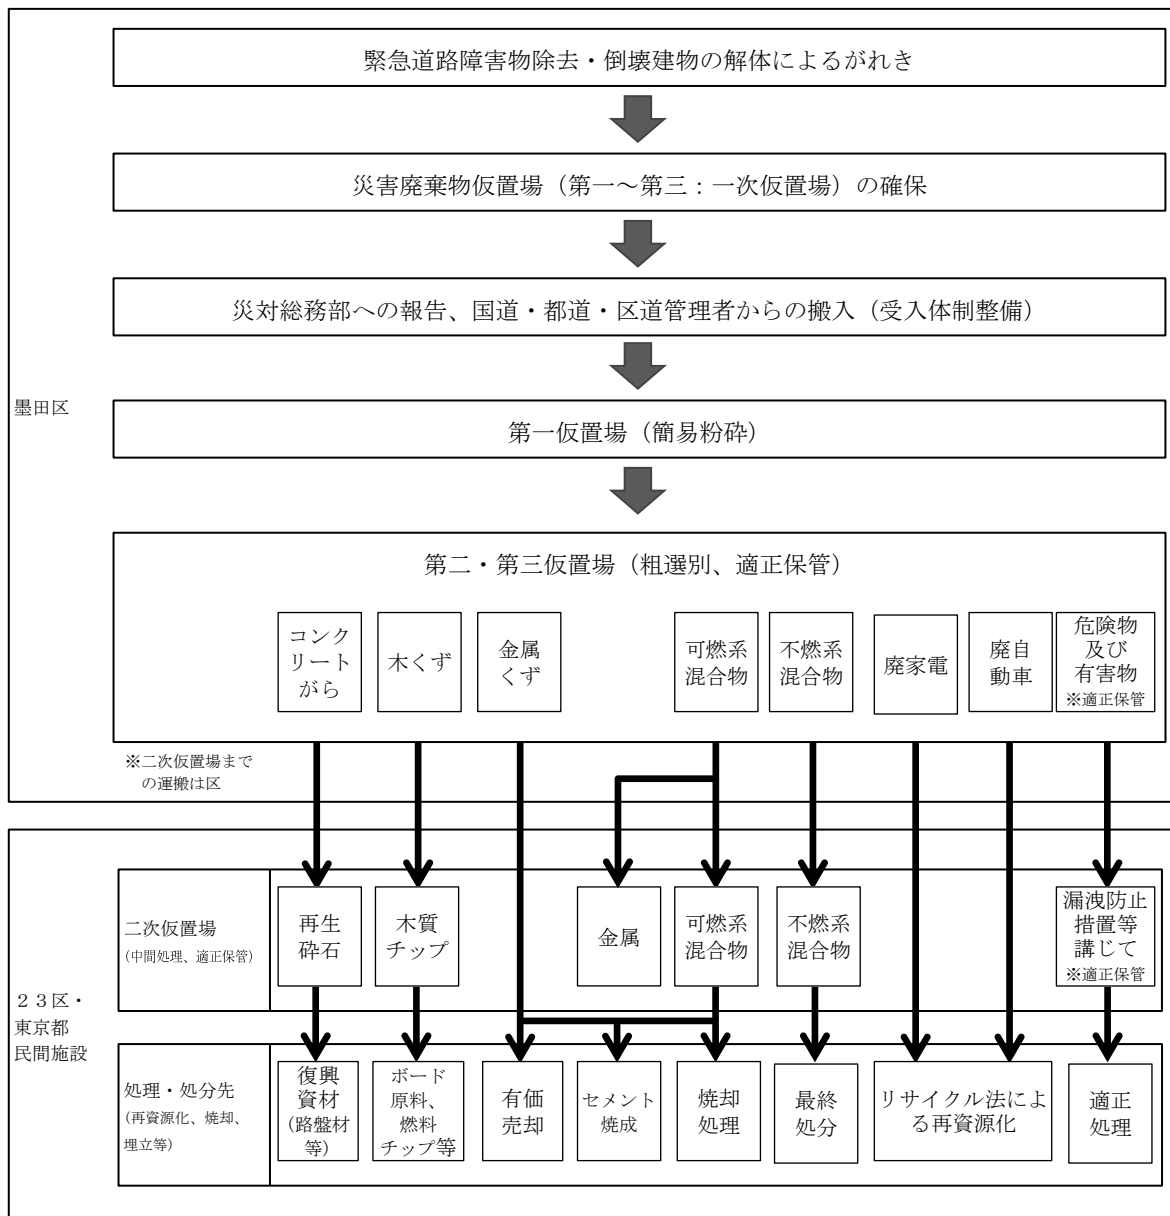 緊急道路障害物除去・倒壊建物の解体によるがれき
災害廃棄物仮置場（第一～第三：一次仮置場）の確保
災対総務部への報告、国道・都道・区道管理者からの搬入（受入体制整備）
墨田区
第一仮置場（簡易粉砕）
第二・第三仮置場（粗選別、適正保管）
コンク
リート
がら
木くず
金属
くず
可燃系
混合物
不燃系
混合物
廃家電
廃自
動車
危険物
及び
有害物
※適正保管
※二次仮置場まで
の運搬は区
２３区・
東京都
民間施設
二次仮置場
（中間処理、適正保管）
再生
砕石
木質
チップ
金属
可燃系
混合物
不燃系
混合物
漏洩防止
措置等
講じて
※適正保管
処理・処分先
（再資源化、焼却、
埋立等）
復興
資材
（路盤材
等）
ボード
原料、
燃料
チップ等
有価
売却
セメント
焼成
焼却
処理
最終
処分
リサイクル法によ
る再資源化
適正
処理